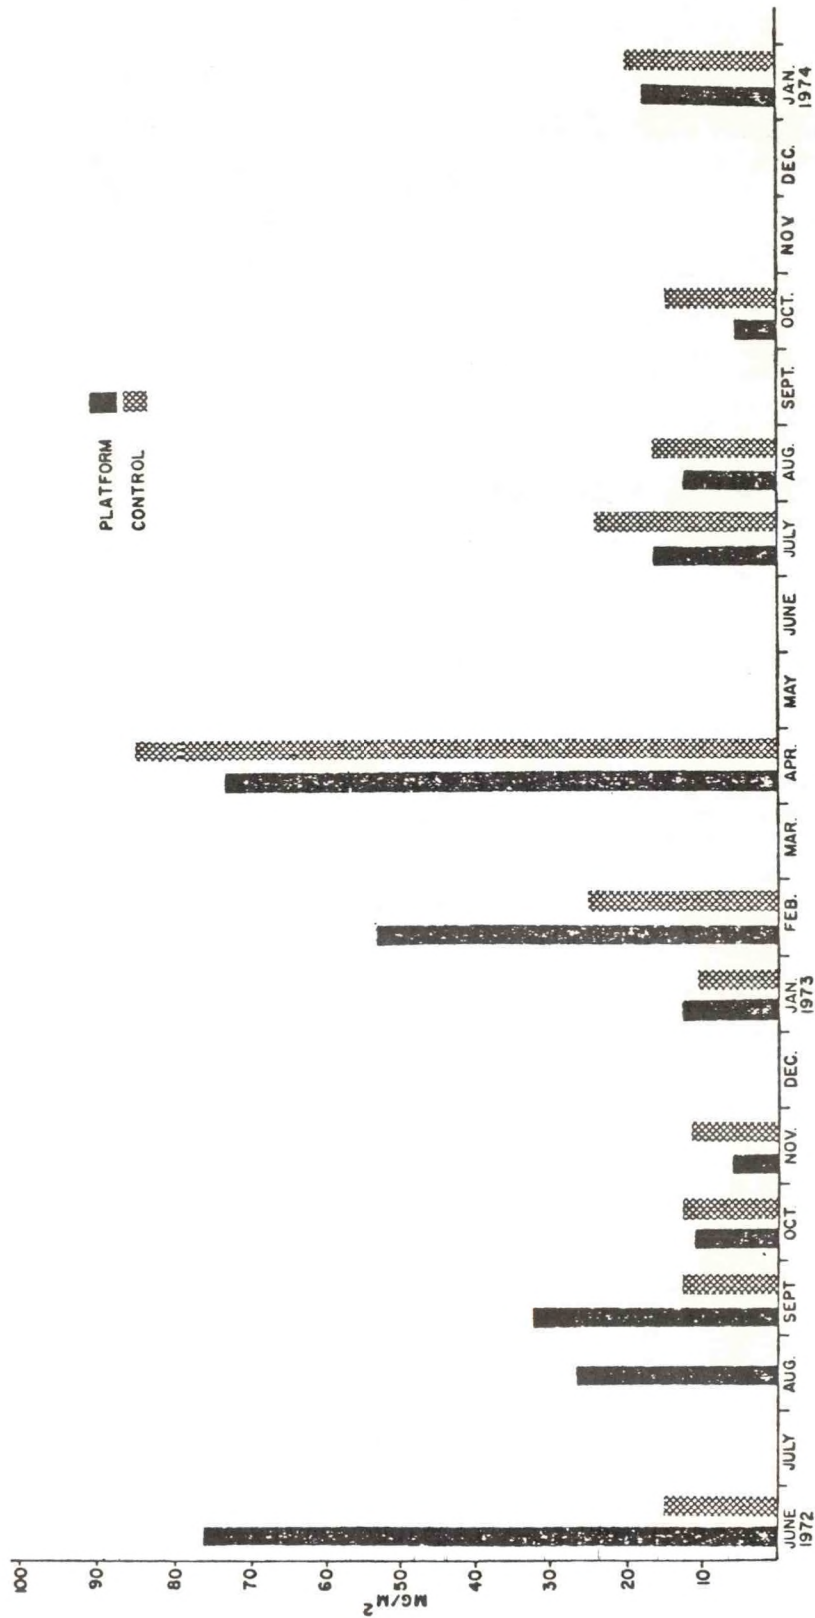 100
90
80
70
60
50
40
30
20
10
MG/M²
PLATFORM
CONTROL
JUNE
1972
JULY
AUG.
SEPT
OCT.
NOV.
DEC.
JAN.
1973
FEB.
MAR.
APR.
MAY
JUNE
JULY
AUG.
SEPT.
OCT.
NOV
DEC.
JAN.
1974